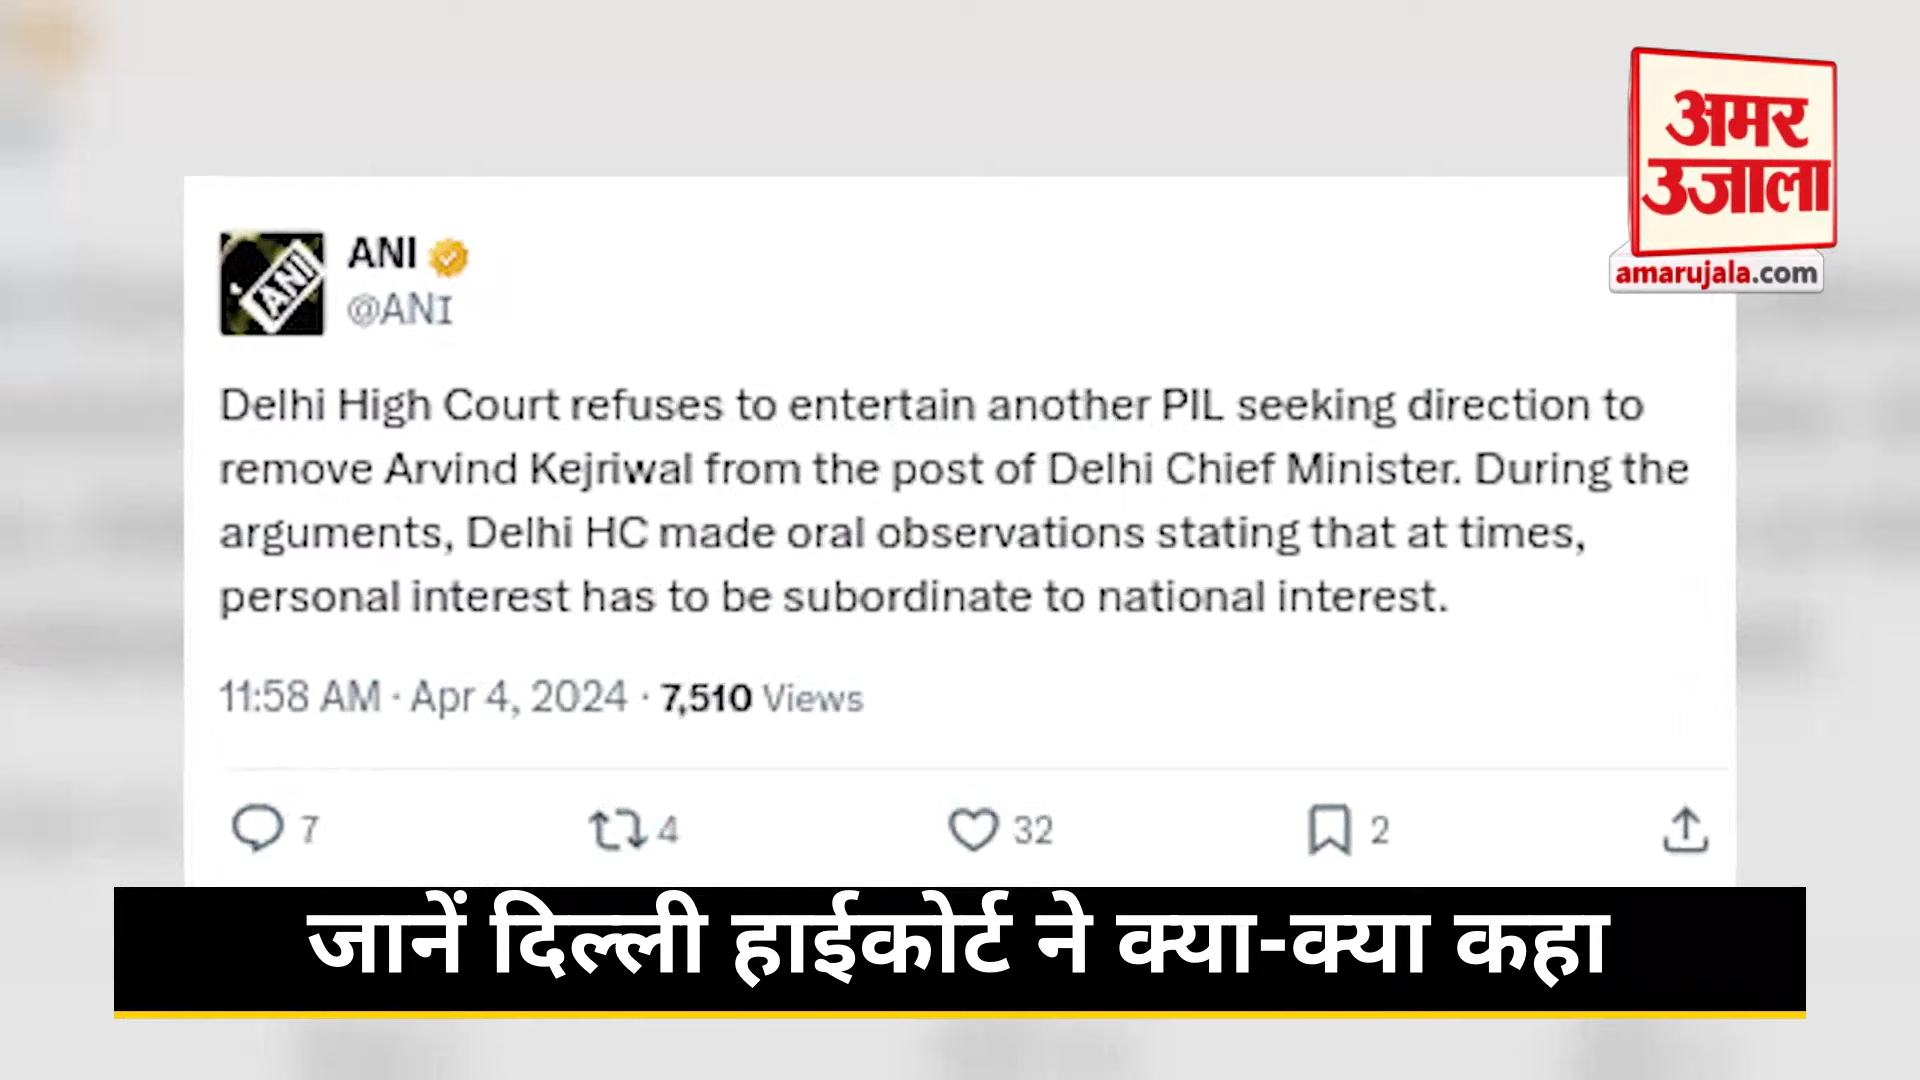 अमर
उजाला
amarujala.com
ANI
ANI
@ANI
Delhi High Court refuses to entertain another PIL seeking direction to
remove Arvind Kejriwal from the post of Delhi Chief Minister. During the
arguments, Delhi HC made oral observations stating that at times,
personal interest has to be subordinate to national interest.
11:58 AM · Apr 4, 2024 · 7,510 Views
7 4 32 2
जानें दिल्ली हाईकोर्ट ने क्या-क्या कहा